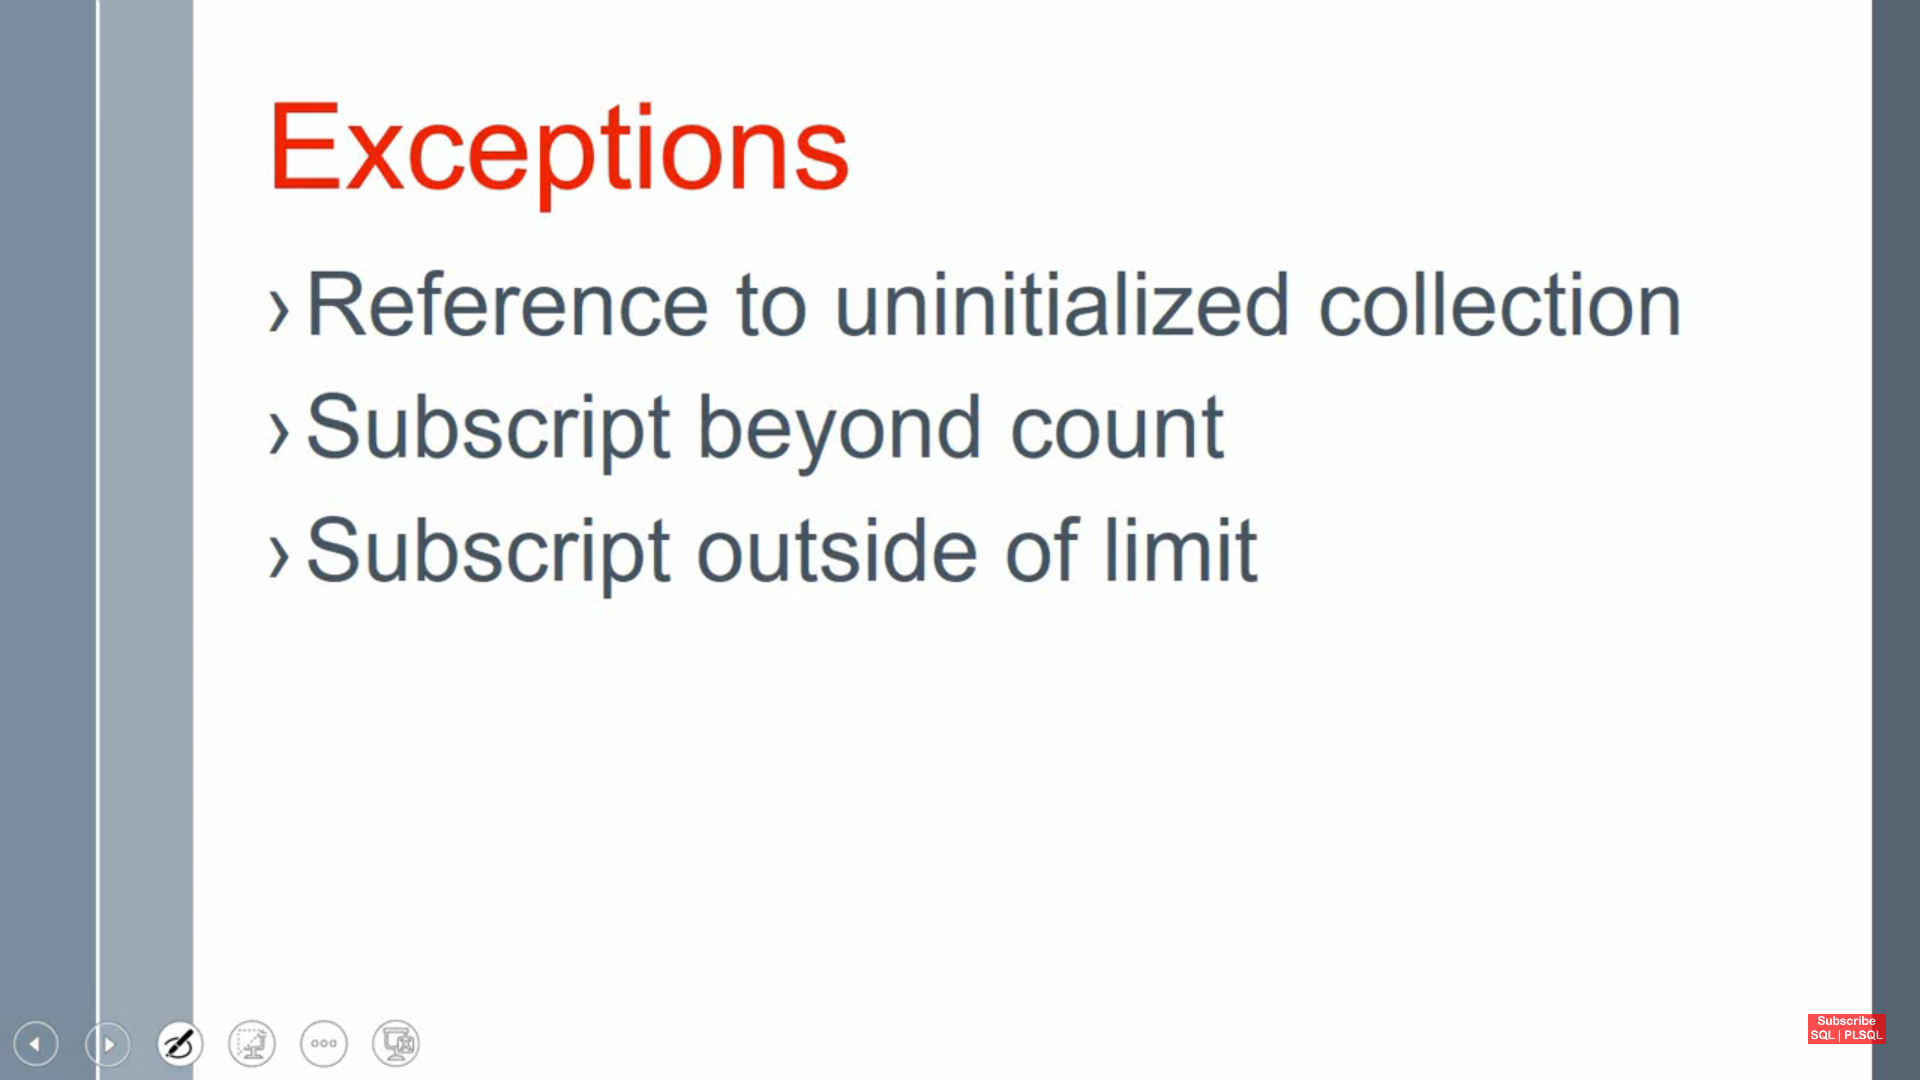 Exceptions
› Reference to uninitialized collection
› Subscript beyond count
› Subscript outside of limit
Subscribe
SQL | PLSQL